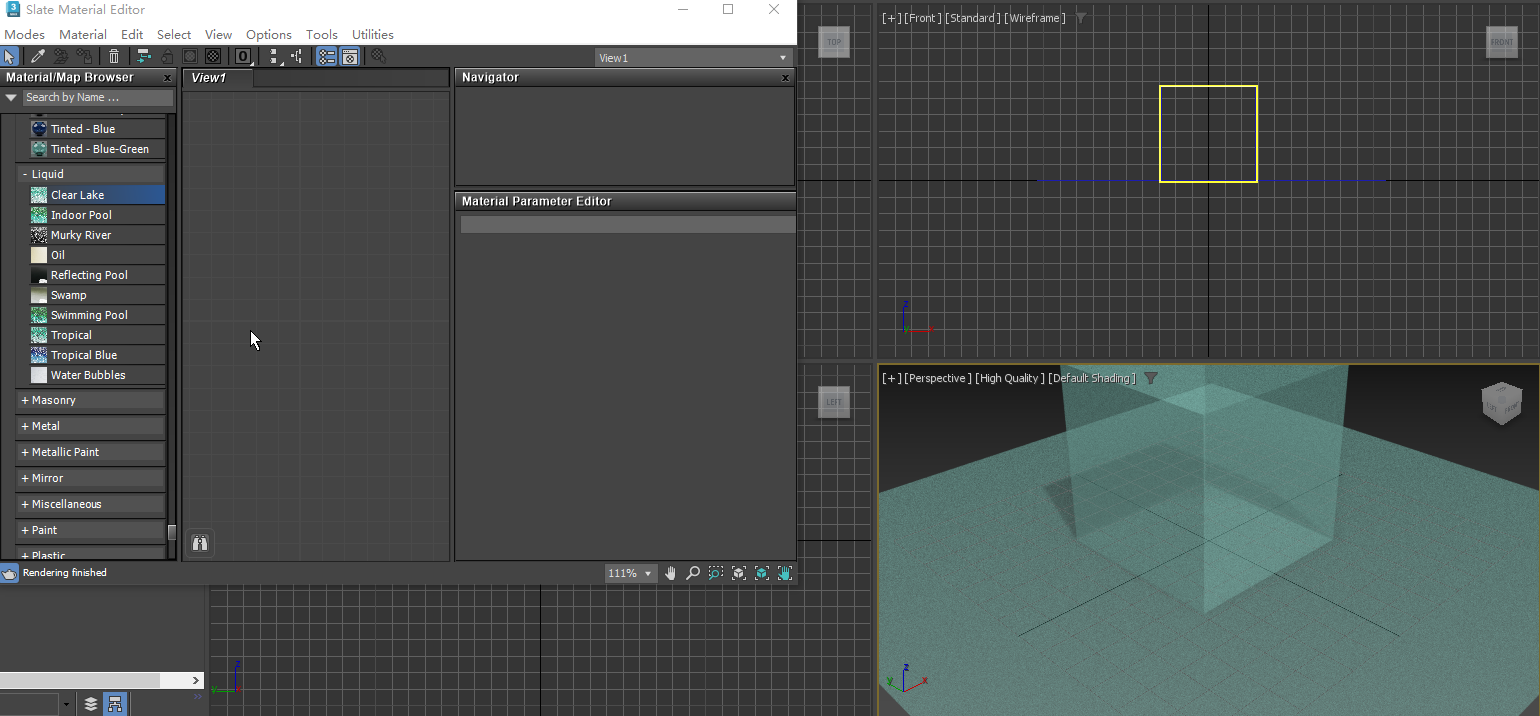 Slate Material Editor
Modes Material Edit Select View Options Tools Utilities
View1
Material/Map Browser
Search by Name ...
Tinted - Blue
Tinted - Blue-Green
- Liquid
Clear Lake
Indoor Pool
Murky River
Oil
Reflecting Pool
Swamp
Swimming Pool
Tropical
Tropical Blue
Water Bubbles
+ Masonry
+ Metal
+ Metallic Paint
+ Mirror
+ Miscellaneous
+ Paint
+ Plastic
Rendering finished
View1
Navigator
Material Parameter Editor
111%
TOP
[+] [Front ] [Standard ] [Wireframe ]
FRONT
z
y
x
LEFT
[+] [Perspective ] [High Quality ] [Default Shading ]
z
y
x
z
y